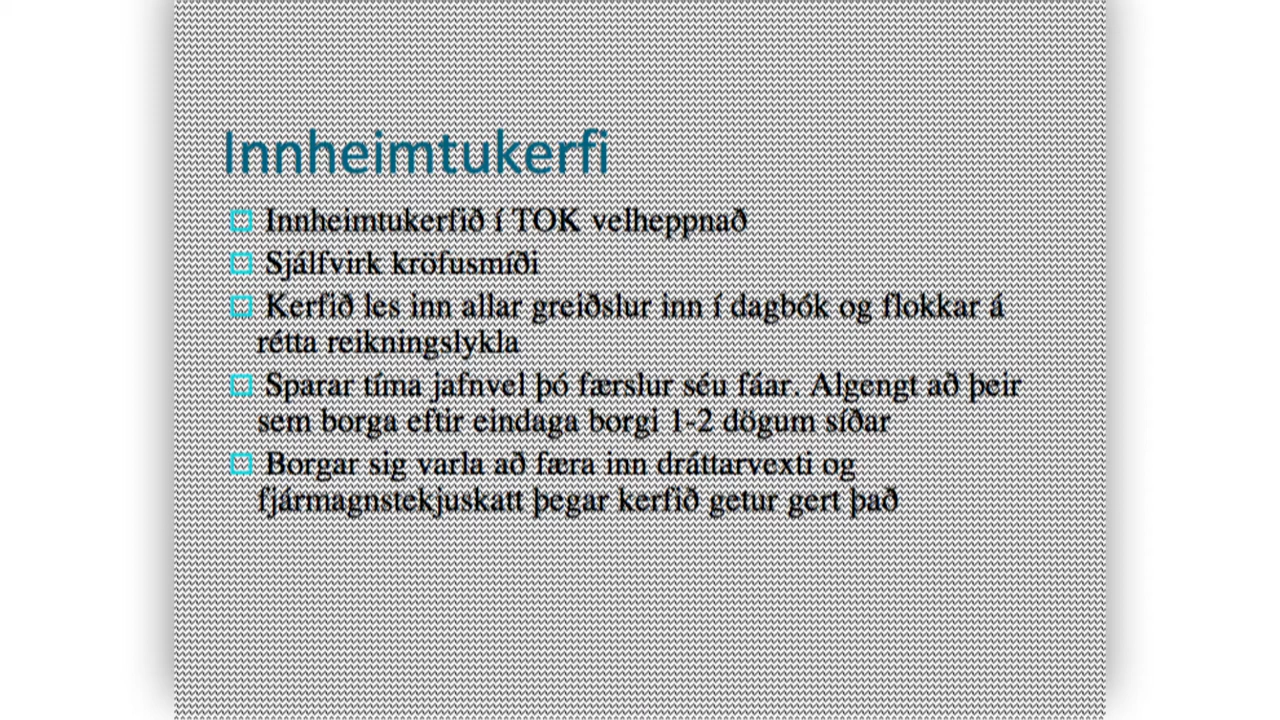 Innheimtukerfi
Innheimtukerfið í TOK velheppnað
Sjálfvirk kröfusmíði
Kerfið les inn allar greiðslur inn í dagbók og flokkar á
rétta reikningslykla
Sparar tíma jafnvel þó færslur séu fáar. Algengt að þeir
sem borga eftir eindaga borgi 1-2 dögum síðar
Borgar sig varla að færa inn dráttarvexti og
fjármagnstekjuskatt þegar kerfið getur gert það